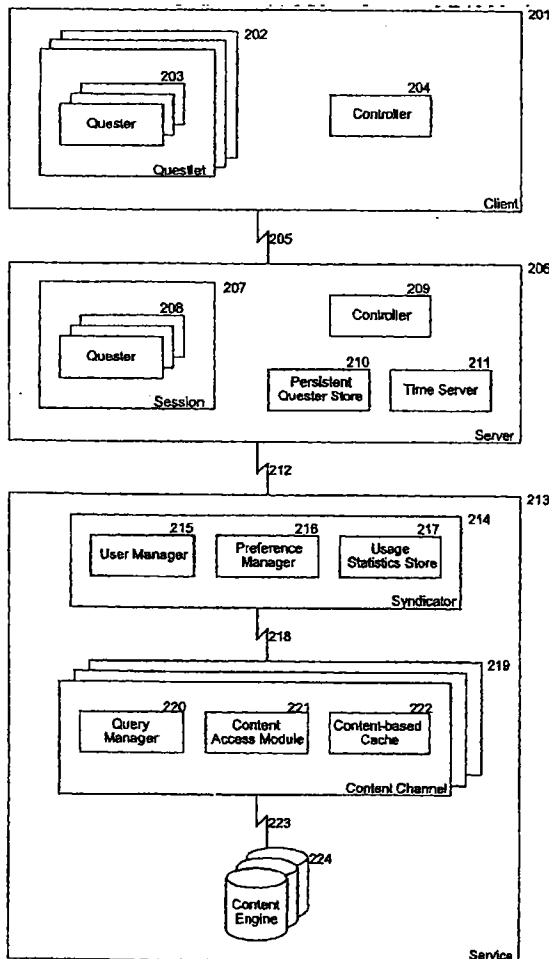 201
202
203
204
Quester
Controller
Questlet
Client
205
206
207
209
208
Controller
Quester
210
211
Persistent
Quester Store
Time Server
Session
Server
212
213
214
215
216
217
User Manager
Preference
Manager
Usage
Statistics Store
Syndicator
218
219
220
221
222
Query
Manager
Content
Access Module
Content-based
Cache
Content Channel
223
224
Content
Engine
Service